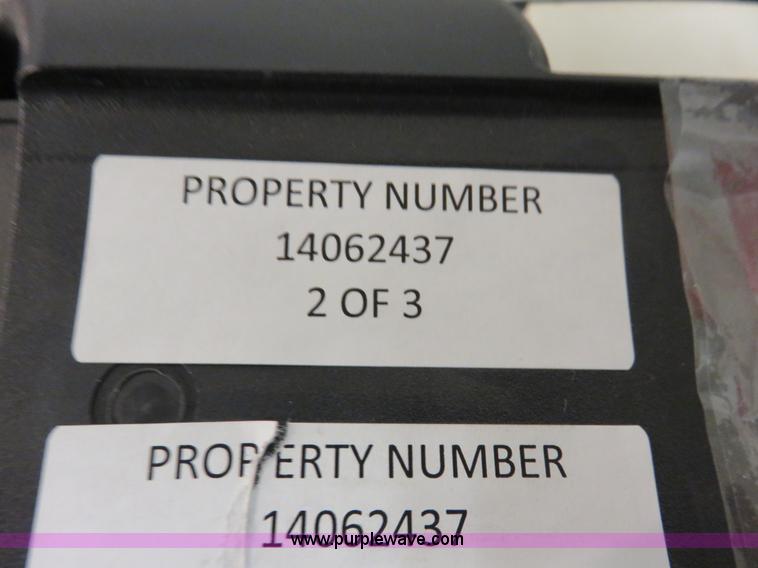 PROPERTY NUMBER
14062437
2 OF 3
PROPERTY NUMBER
14062437
www.purplewave.com